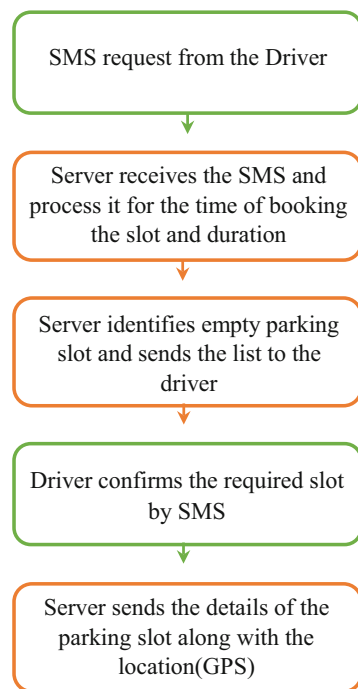 SMS request from the Driver
Server receives the SMS and
process it for the time of booking
the slot and duration
Server identifies empty parking
slot and sends the list to the
driver
Driver confirms the required slot
by SMS
Server sends the details of the
parking slot along with the
location(GPS)